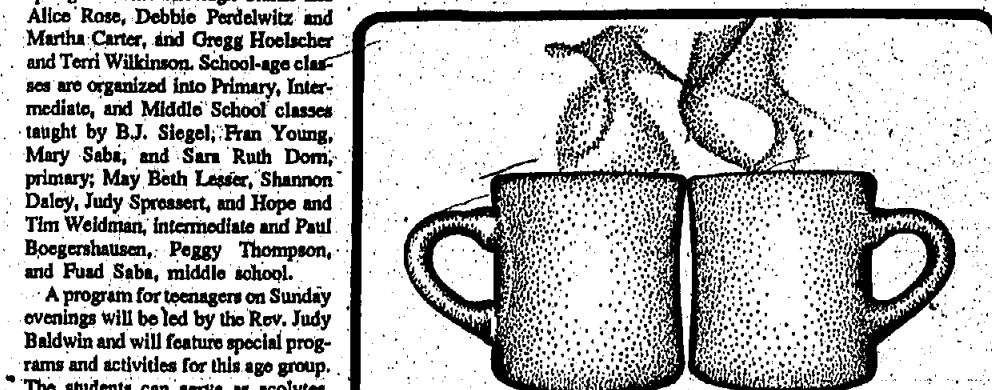 Alice Rose, Debbie Perdelwitz and
Martha Carter, and Gregg Hoelscher
and Terri Wilkinson. School-age clas-
ses are organized into Primary, Inter-
mediate, and Middle School classes
taught by B.J. Siegel, Fran Young,
Mary Saba, and Sara Ruth Dorn,
primary; May Beth Lesser, Shannon
Daley, Judy Spressert, and Hope and
Tim Weidman, intermediate and Paul
Boegershausen, Peggy Thompson,
and Fuad Saba, middle school.
A program for teenagers on Sunday
evenings will be led by the Rev. Judy
Baldwin and will feature special prog-
rams and activities for this age group.
The students can serve as acolytes,